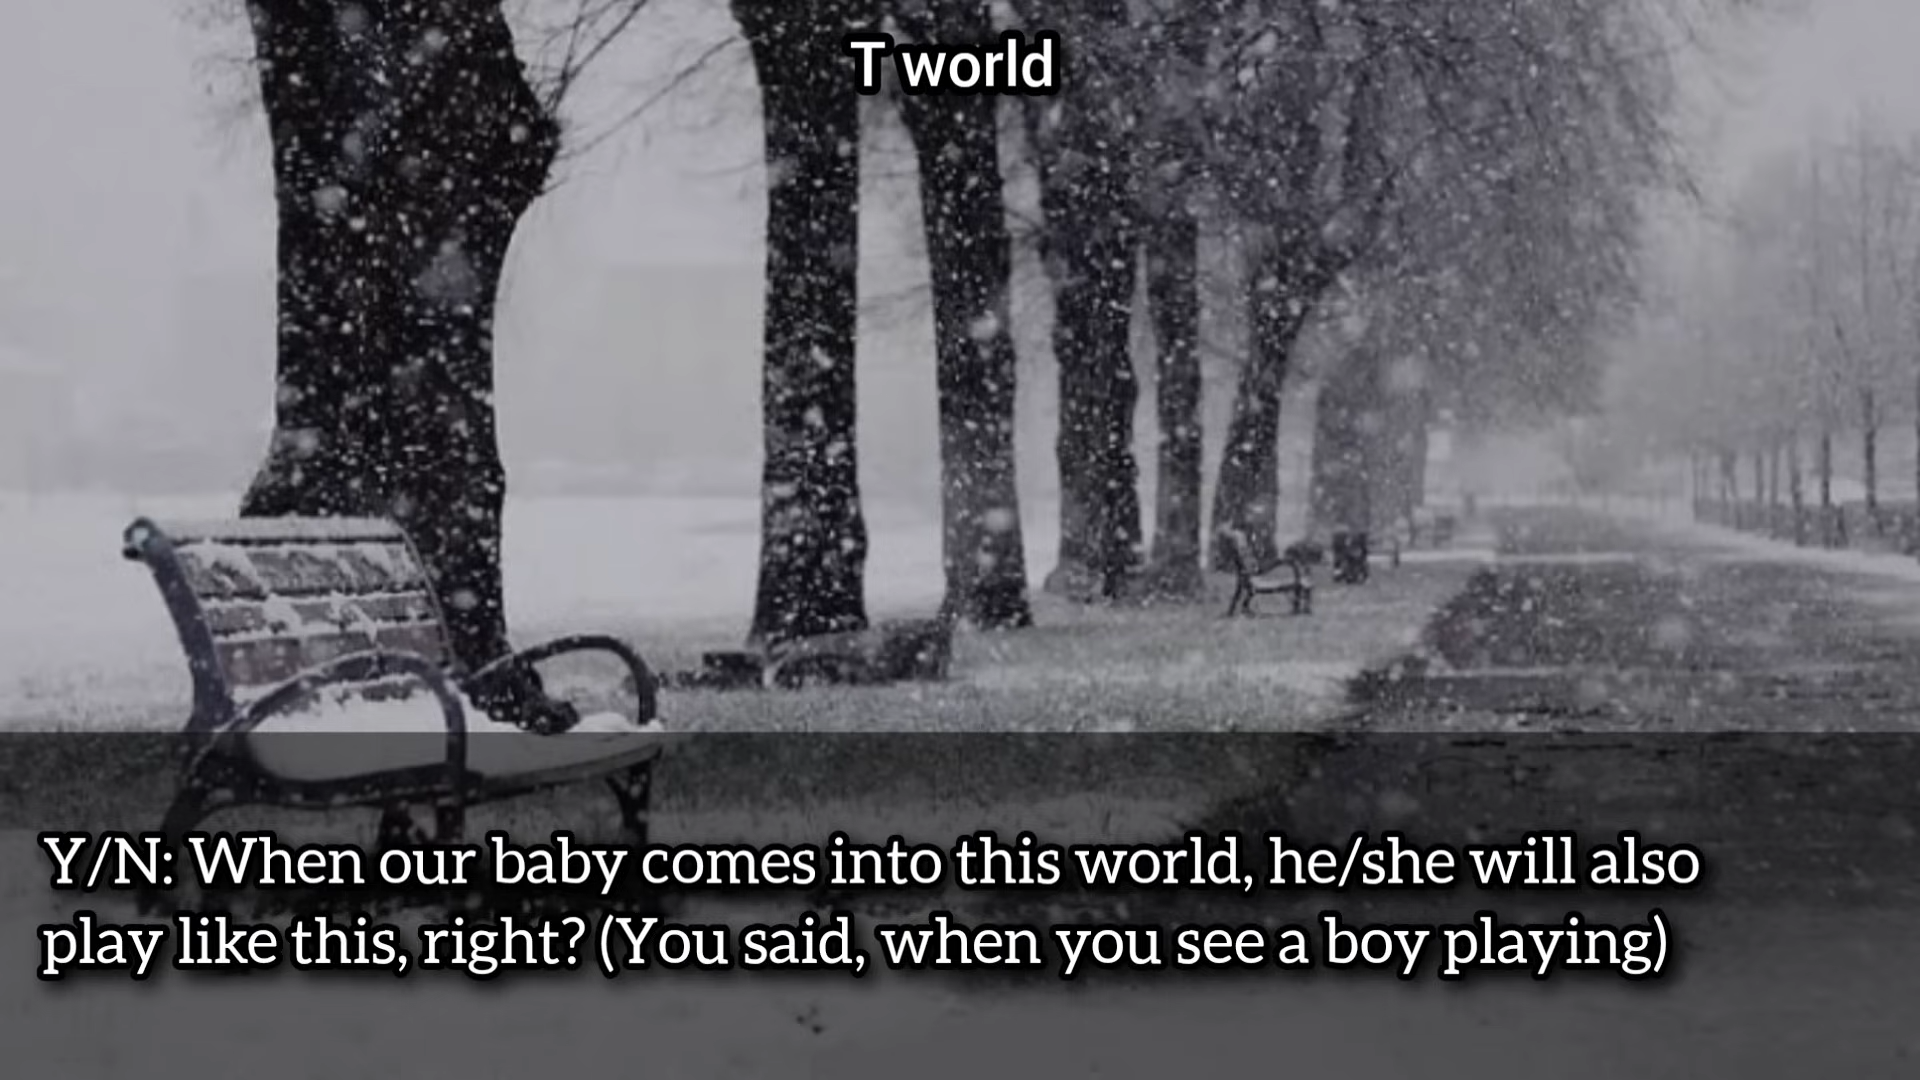 T world
Y/N: When our baby comes into this world, he/she will also
play like this, right? (You said, when you see a boy playing)